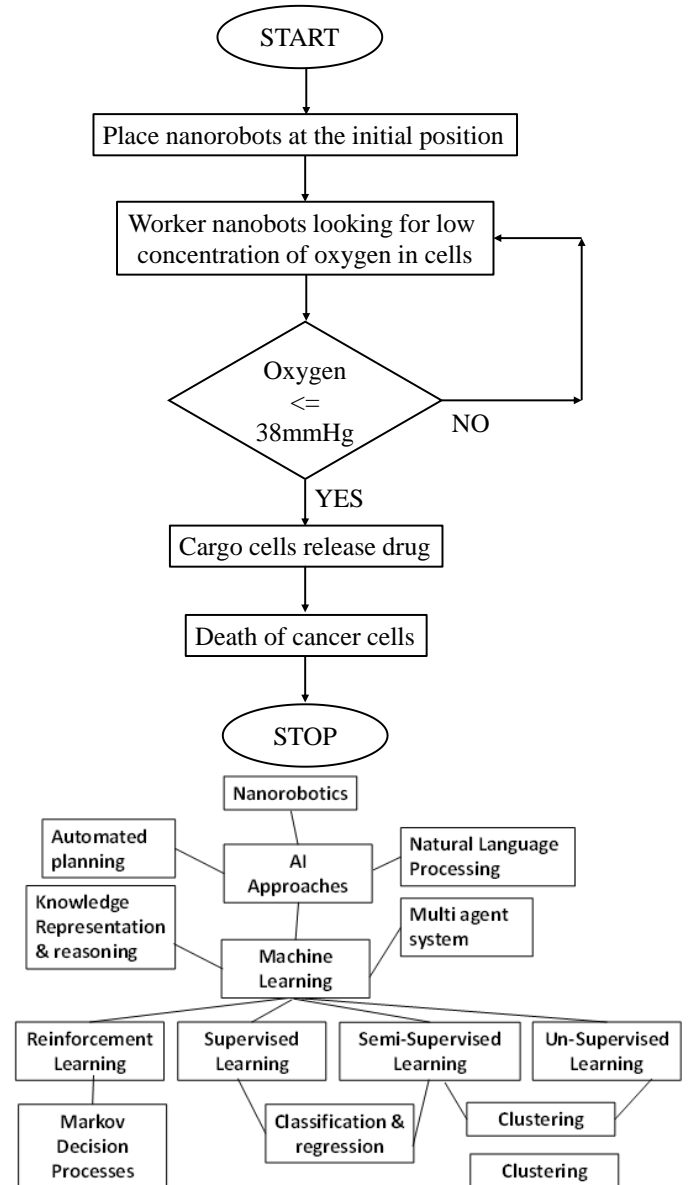 START
Place nanorobots at the initial position
Worker nanobots looking for low
concentration of oxygen in cells
Oxygen
<=
38mmHg
NO
YES
Cargo cells release drug
Death of cancer cells
STOP
Nanorobotics
Automated
planning
AI
Approaches
Natural Language
Processing
Knowledge
Representation
& reasoning
Multi agent
system
Machine
Learning
Reinforcement
Learning
Supervised
Learning
Semi-Supervised
Learning
Un-Supervised
Learning
Markov
Decision
Processes
Classification &
regression
Clustering
Clustering